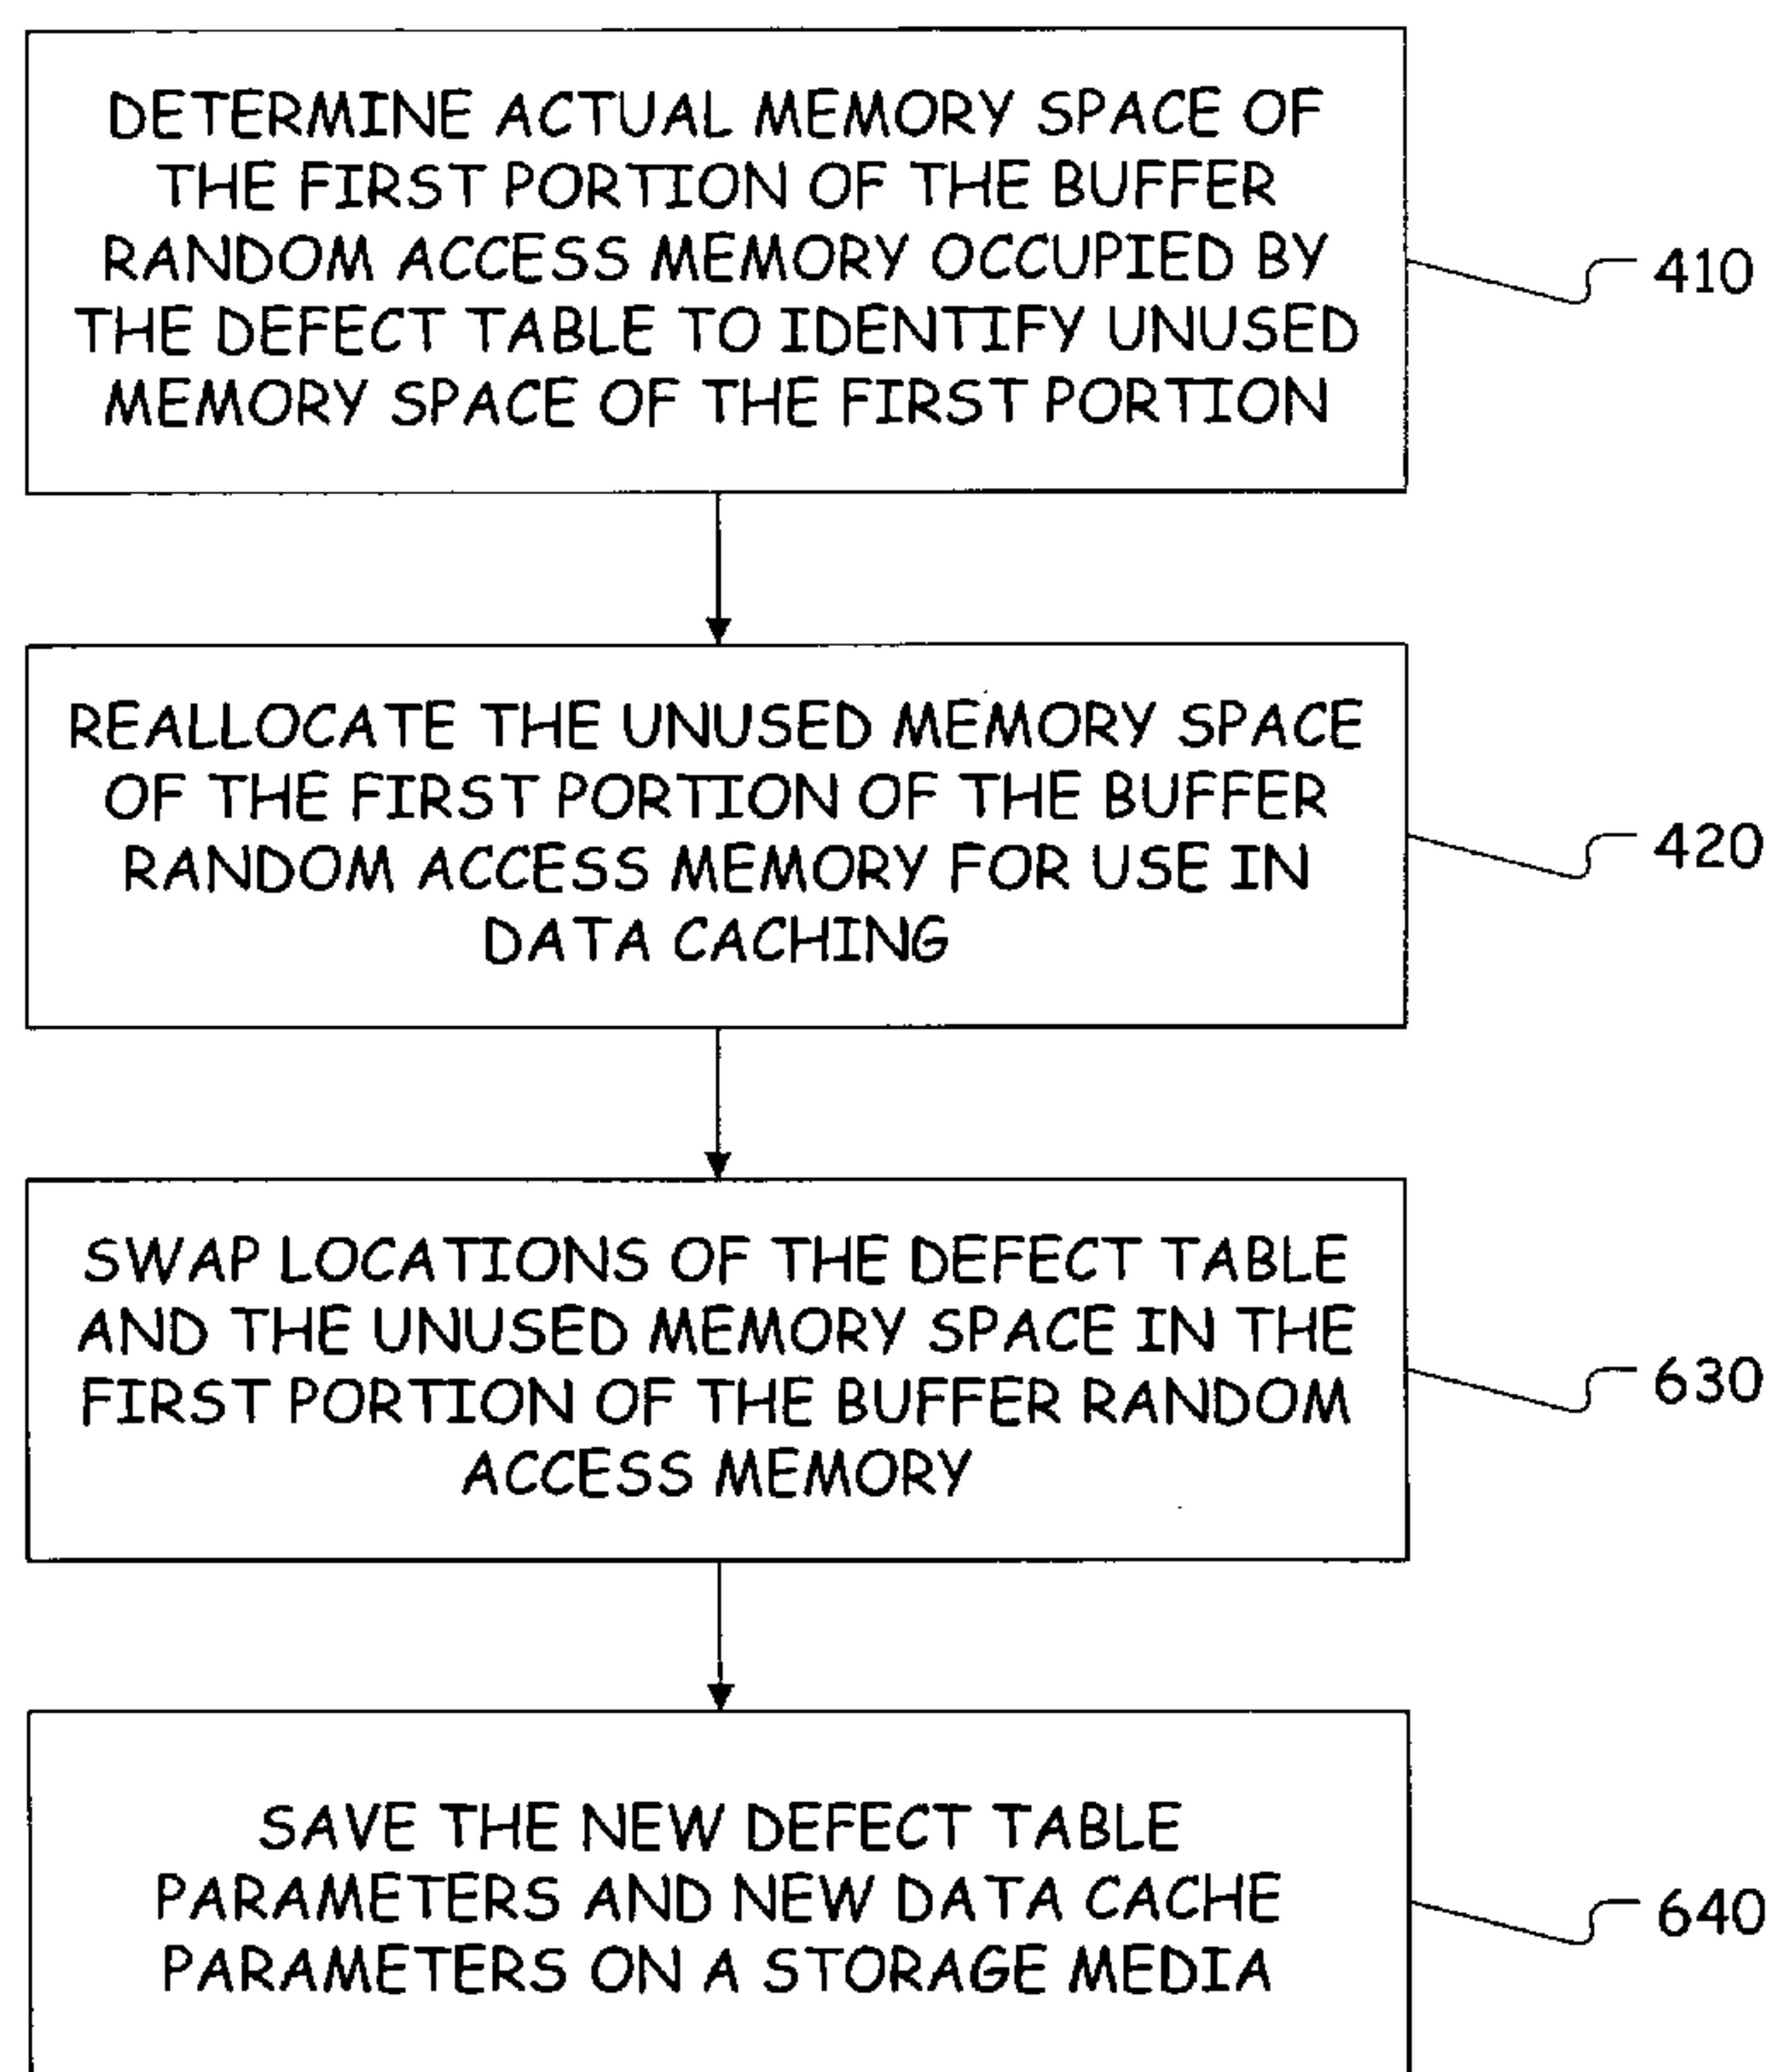 DETERMINE ACTUAL MEMORY SPACE OF
THE FIRST PORTION OF THE BUFFER
RANDOM ACCESS MEMORY OCCUPIED BY
THE DEFECT TABLE TO IDENTIFY UNUSED
MEMORY SPACE OF THE FIRST PORTION
410
REALLOCATE THE UNUSED MEMORY SPACE
OF THE FIRST PORTION OF THE BUFFER
RANDOM ACCESS MEMORY FOR USE IN
DATA CACHING
420
SWAP LOCATIONS OF THE DEFECT TABLE
AND THE UNUSED MEMORY SPACE IN THE
FIRST PORTION OF THE BUFFER RANDOM
ACCESS MEMORY
630
SAVE THE NEW DEFECT TABLE
PARAMETERS AND NEW DATA CACHE
PARAMETERS ON A STORAGE MEDIA
640